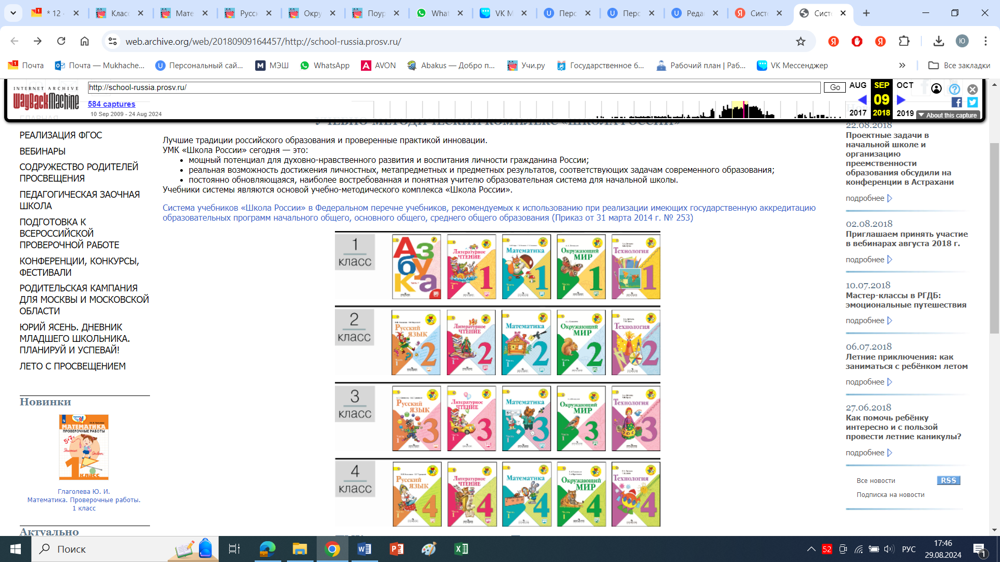 * 12
Клас
Мате
Русск
Окру
Поур
What
VK М
Перс
Перс
Реда
Систе
Систе
web.archive.org/web/20180909164457/http://school-russia.prosv.ru/
Почта
Почта — Mukhache...
Персональный сай...
МЭШ
WhatsApp
AVON
Abakus — Добро п...
Учи.ру
Государственное б...
Рабочий план | Раб...
VK Мессенджер
»
Все закладки
INTERNET ARCHIVE
WayBackMachine
http://school-russia.prosv.ru/
Go
584 captures
10 Sep 2009 - 24 Aug 2024
AUG SEP OCT
09
2017 2018 2019
About this capture
ГЛАВНАЯ
РЕАЛИЗАЦИЯ ФГОС
ВЕБИНАРЫ
СОДРУЖЕСТВО РОДИТЕЛЕЙ
ПРОСВЕЩЕНИЯ
ПЕДАГОГИЧЕСКАЯ ЗАОЧНАЯ
ШКОЛА
ПОДГОТОВКА К
ВСЕРОССИЙСКОЙ
ПРОВЕРОЧНОЙ РАБОТЕ
КОНФЕРЕНЦИИ, КОНКУРСЫ,
ФЕСТИВАЛИ
РОДИТЕЛЬСКАЯ КАМПАНИЯ
ДЛЯ МОСКВЫ И МОСКОВСКОЙ
ОБЛАСТИ
ЮРИЙ ЯСЕНЬ. ДНЕВНИК
МЛАДШЕГО ШКОЛЬНИКА.
ПЛАНИРУЙ И УСПЕВАЙ!
ЛЕТО С ПРОСВЕЩЕНИЕМ
Новинки
МАТЕМАТИКА
ПРОВЕРОЧНЫЕ РАБОТЫ
1 КЛАСС
Глаголева Ю. И.
Математика. Проверочные работы.
1 класс
Актуально
УЧЕБНО-МЕТОДИЧЕСКИЙ КОМПЛЕКС «ШКОЛА РОССИИ»
Лучшие традиции российского образования и проверенные практикой инновации.
УМК «Школа России» сегодня — это:
• мощный потенциал для духовно-нравственного развития и воспитания личности гражданина России;
• реальная возможность достижения личностных, метапредметных и предметных результатов, соответствующих задачам современного образования;
• постоянно обновляющаяся, наиболее востребованная и понятная учителю образовательная система для начальной школы.
Учебники системы являются основой учебно-методического комплекса «Школа России».
Система учебников «Школа России» в Федеральном перечне учебников, рекомендуемых к использованию при реализации имеющих государственную аккредитацию
образовательных программ начального общего, основного общего, среднего общего образования (Приказ от 31 марта 2014 г. № 253)
1 класс
Азбука
Литературное ЧТЕНИЕ 1
Математика 1
Окружающий МИР 1
Технология 1
2 класс
Русский язык 2
Литературное ЧТЕНИЕ 2
Математика 2
Окружающий МИР 2
Технология 2
3 класс
Русский язык 3
Литературное ЧТЕНИЕ 3
Математика 3
Окружающий МИР 3
Технология 3
4 класс
Русский язык 4
Литературное ЧТЕНИЕ 4
Математика 4
Окружающий МИР 4
Технология 4
22.08.2018
Проектные задачи в
начальной школе и
организацию
преемственности
образования обсудили на
конференции в Астрахани
подробнее
02.08.2018
Приглашаем принять участие
в вебинарах августа 2018 г.
подробнее
10.07.2018
Мастер-классы в РГДБ:
эмоциональные путешествия
подробнее
06.07.2018
Летние приключения: как
заниматься с ребёнком летом
подробнее
27.06.2018
Как помочь ребёнку
интересно и с пользой
провести летние каникулы?
подробнее
Все новости
RSS
Подписка на новости
Поиск
52
РУС
17:46
29.08.2024
1